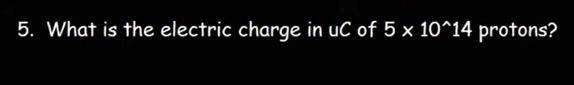 5. What is the electric charge in uC of 5 x 10^14 protons?